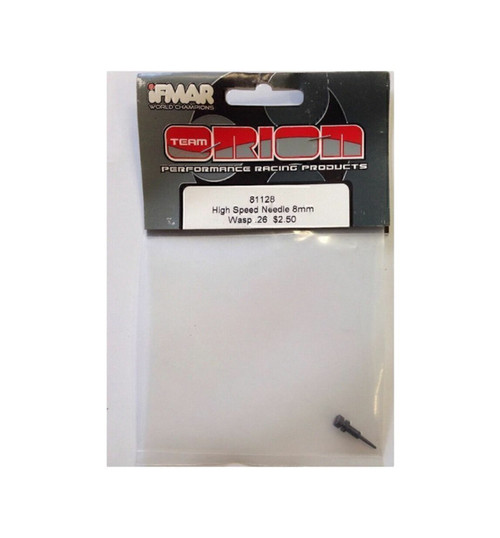 iFMAR
WORLD CHAMPIONS
TEAM
ORION
PERFORMANCE RACING PRODUCTS
81128
High Speed Needle 8mm
Wasp .26 $2.50